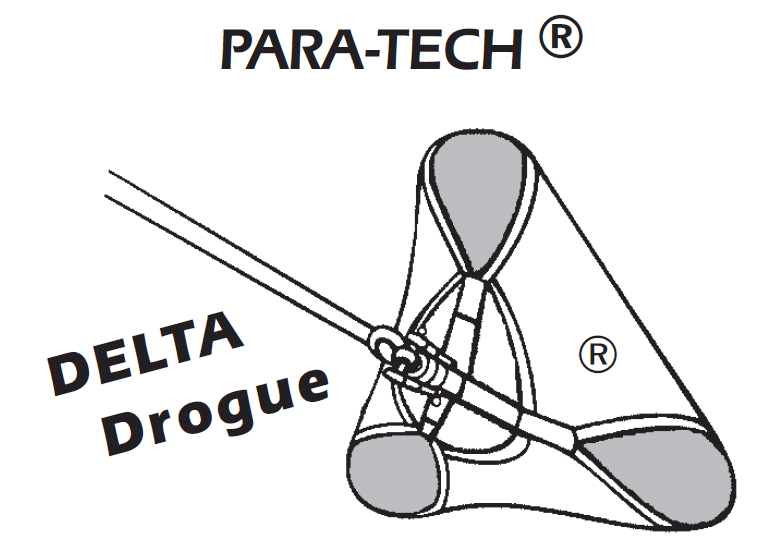 PARA-TECH ®
®
DELTA
Drogue